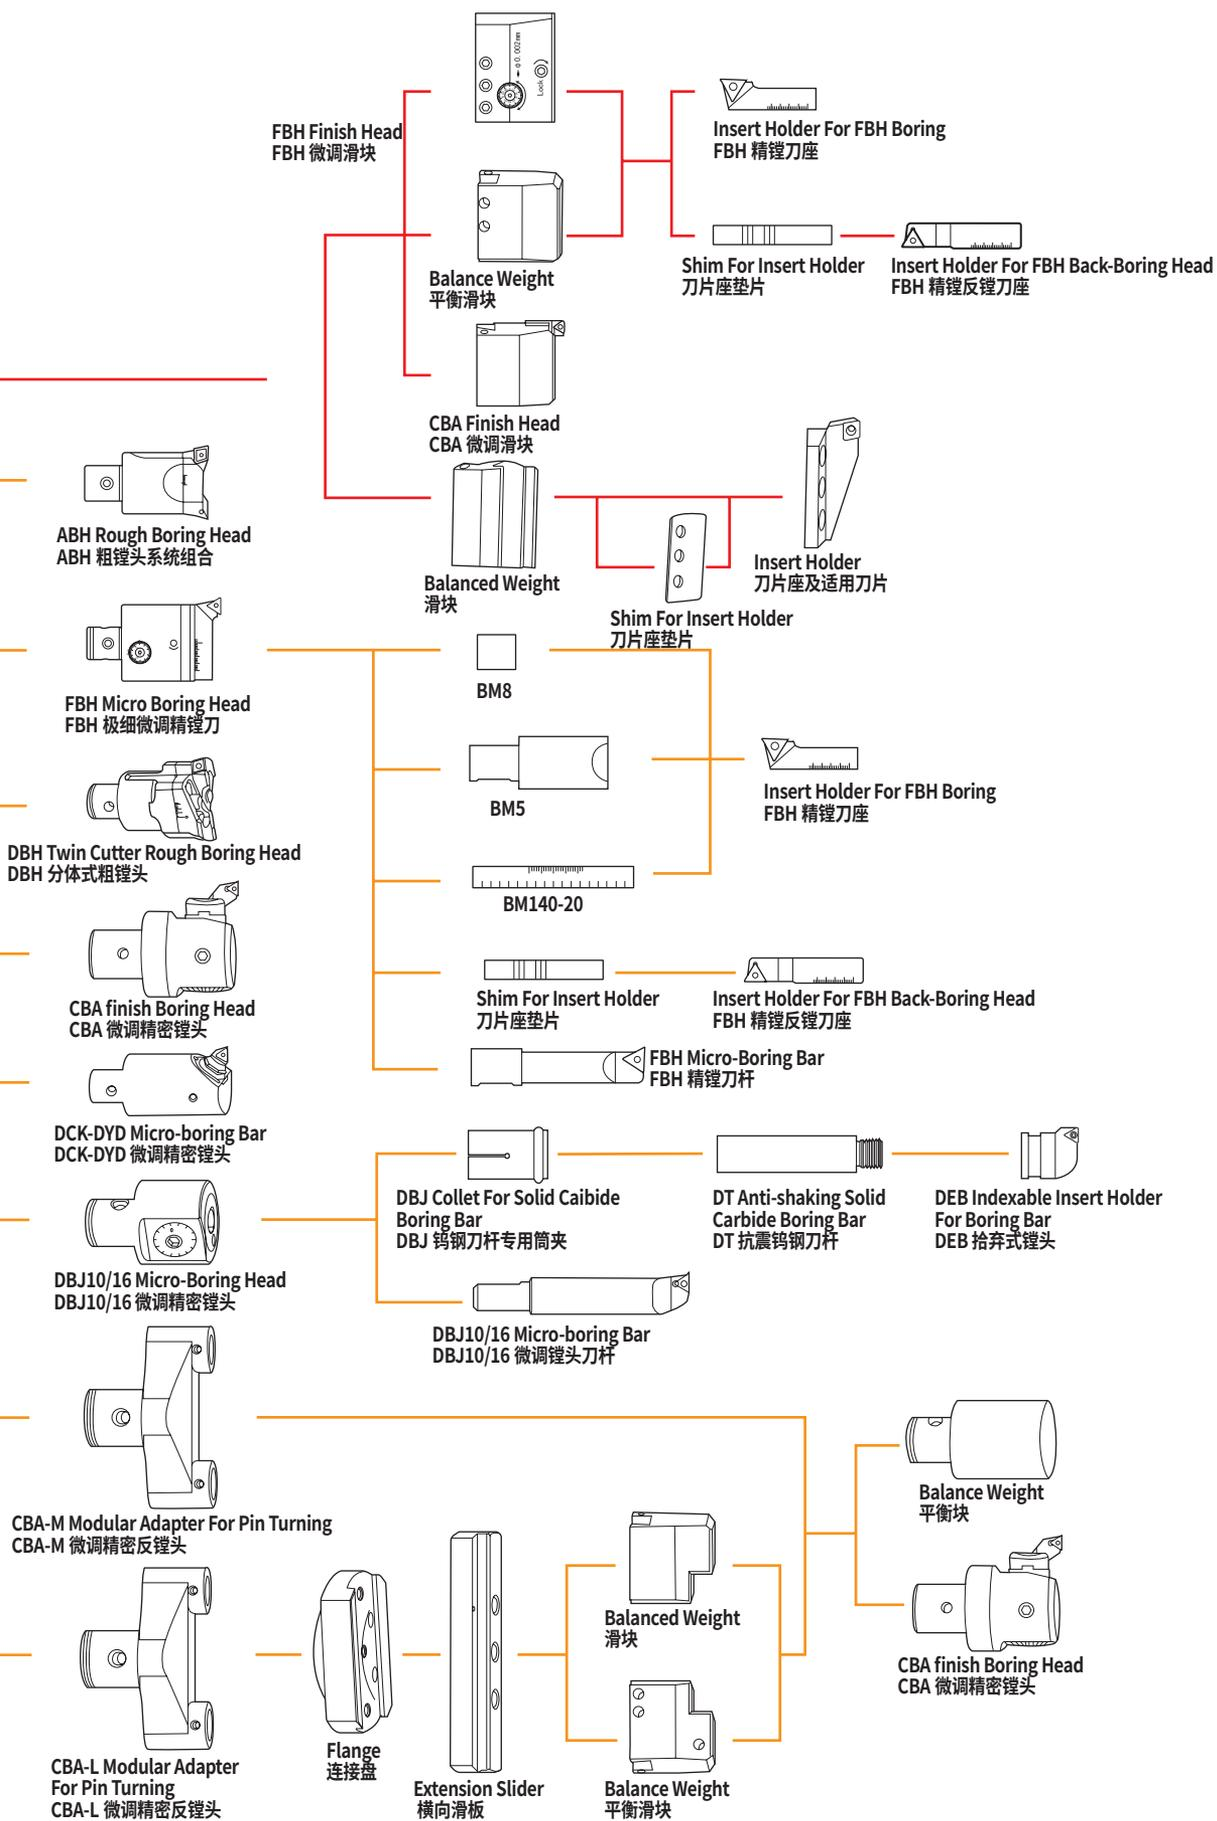 ⌀0.002mm
Lock
FBH Finish Head
FBH 微调滑块
Insert Holder For FBH Boring
FBH 精镗刀座
Balance Weight
平衡滑块
Shim For Insert Holder
刀片座垫片
Insert Holder For FBH Back-Boring Head
FBH 精镗反镗刀座
CBA Finish Head
CBA 微调滑块
ABH Rough Boring Head
ABH 粗镗头系统组合
Balanced Weight
滑块
Insert Holder
刀片座及适用刀片
Shim For Insert Holder
刀片座垫片
FBH Micro Boring Head
FBH 极细微调精镗刀
BM8
BM5
Insert Holder For FBH Boring
FBH 精镗刀座
DBH Twin Cutter Rough Boring Head
DBH 分体式粗镗头
BM140-20
CBA finish Boring Head
CBA 微调精密镗头
Shim For Insert Holder
刀片座垫片
Insert Holder For FBH Back-Boring Head
FBH 精镗反镗刀座
FBH Micro-Boring Bar
FBH 精镗刀杆
DCK-DYD Micro-boring Bar
DCK-DYD 微调精密镗头
DBJ Collet For Solid Caibide
Boring Bar
DBJ 钨钢刀杆专用筒夹
DT Anti-shaking Solid
Carbide Boring Bar
DT 抗震钨钢刀杆
DEB Indexable Insert Holder
For Boring Bar
DEB 拾弃式镗头
DBJ10/16 Micro-Boring Head
DBJ10/16 微调精密镗头
DBJ10/16 Micro-boring Bar
DBJ10/16 微调镗头刀杆
CBA-M Modular Adapter For Pin Turning
CBA-M 微调精密反镗头
Balance Weight
平衡块
Balanced Weight
滑块
CBA finish Boring Head
CBA 微调精密镗头
CBA-L Modular Adapter
For Pin Turning
CBA-L 微调精密反镗头
Flange
连接盘
Extension Slider
横向滑板
Balance Weight
平衡滑块